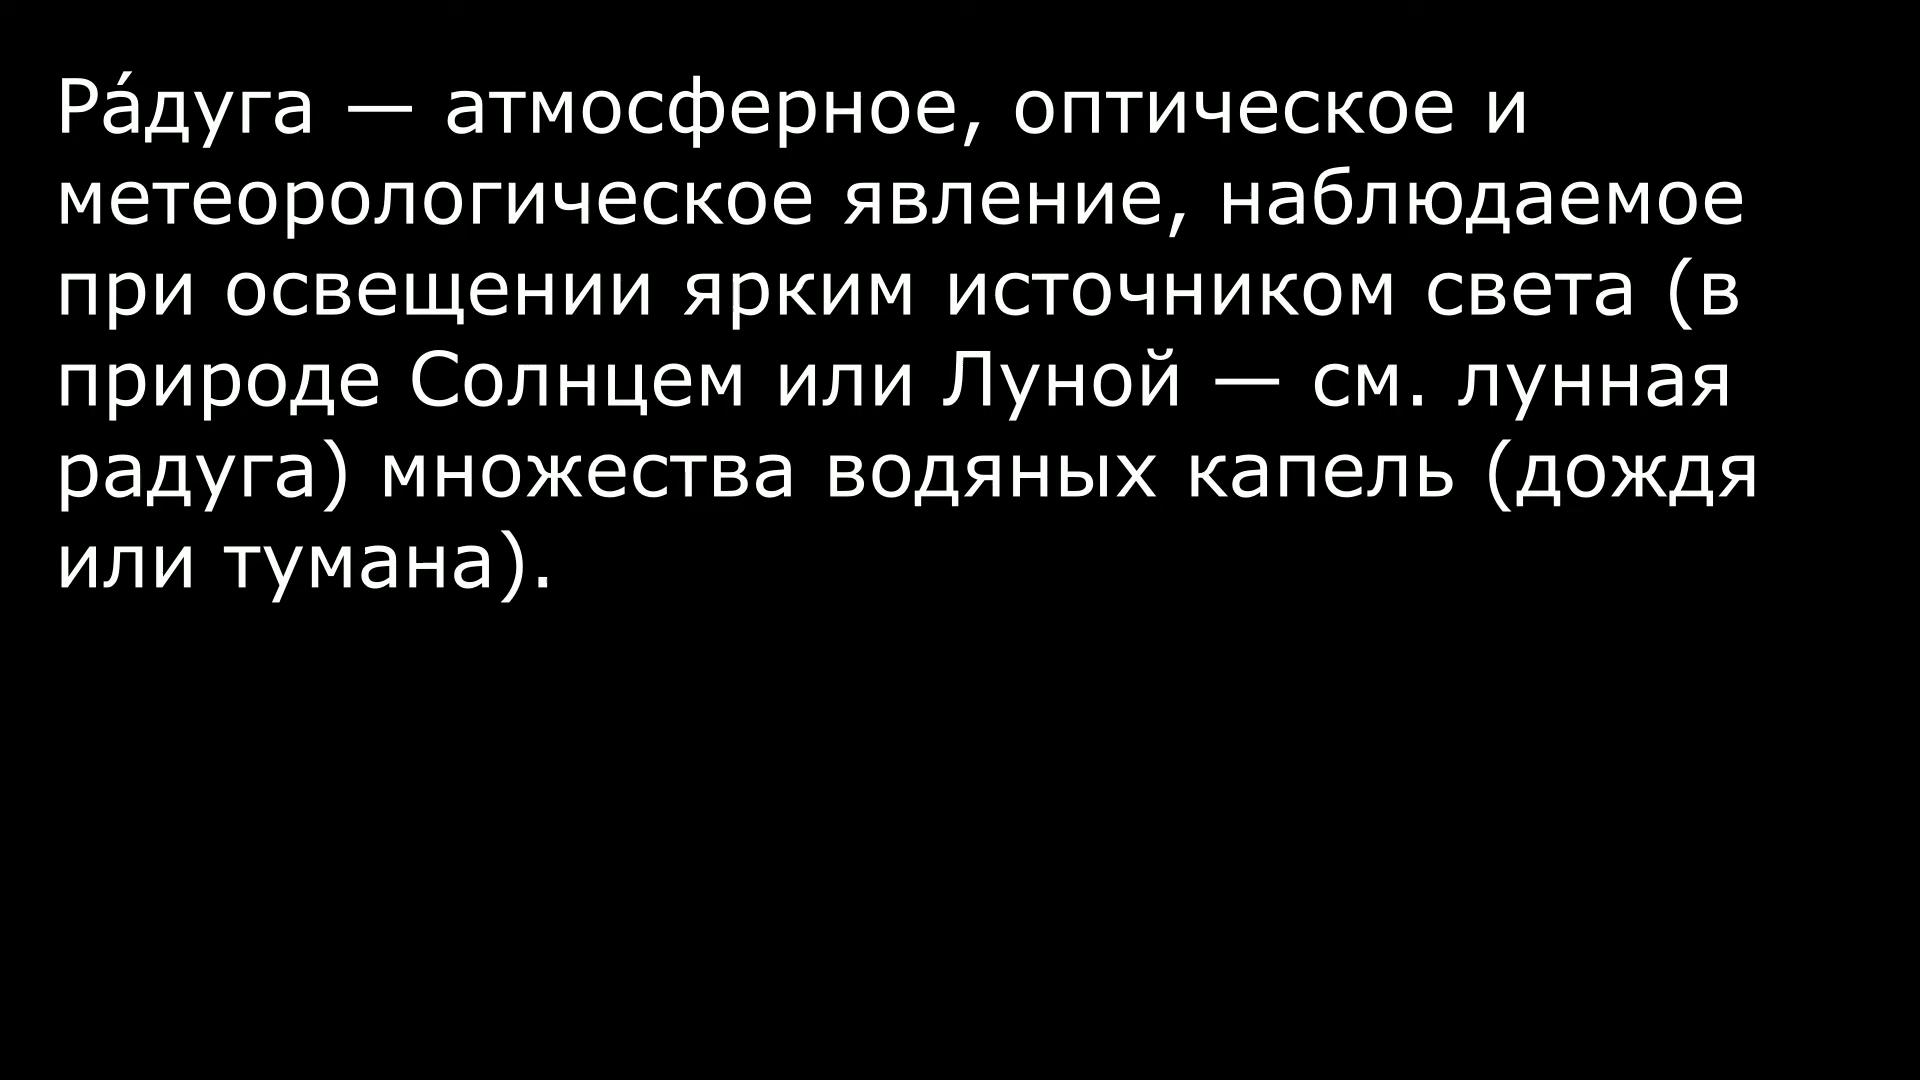 Ра́дуга — атмосферное, оптическое и
метеорологическое явление, наблюдаемое
при освещении ярким источником света (в
природе Солнцем или Луной — см. лунная
радуга) множества водяных капель (дождя
или тумана).